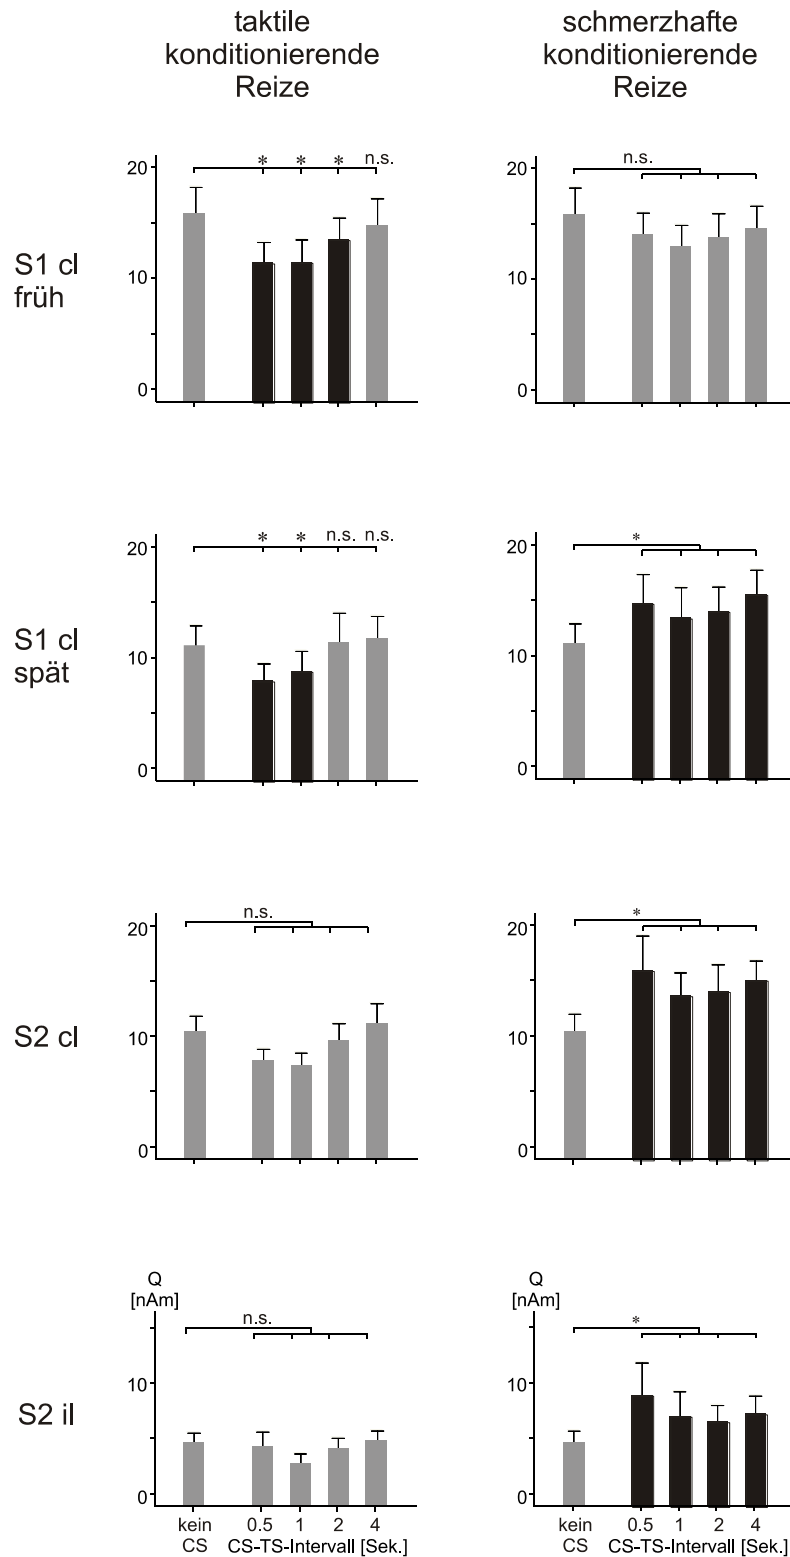 taktile
konditionierende
Reize
schmerzhafte
konditionierende
Reize
S1 cl
früh
20
10
0
* * * n.s.
20
10
0
n.s.
S1 cl
spät
20
10
0
* * n.s. n.s.
20
10
0
*
S2 cl
20
10
0
n.s.
20
10
0
*
S2 il
Q
[nAm]
10
0
n.s.
kein
CS
0.5 1 2 4
CS-TS-Intervall [Sek.]
Q
[nAm]
10
0
*
kein
CS
0.5 1 2 4
CS-TS-Intervall [Sek.]